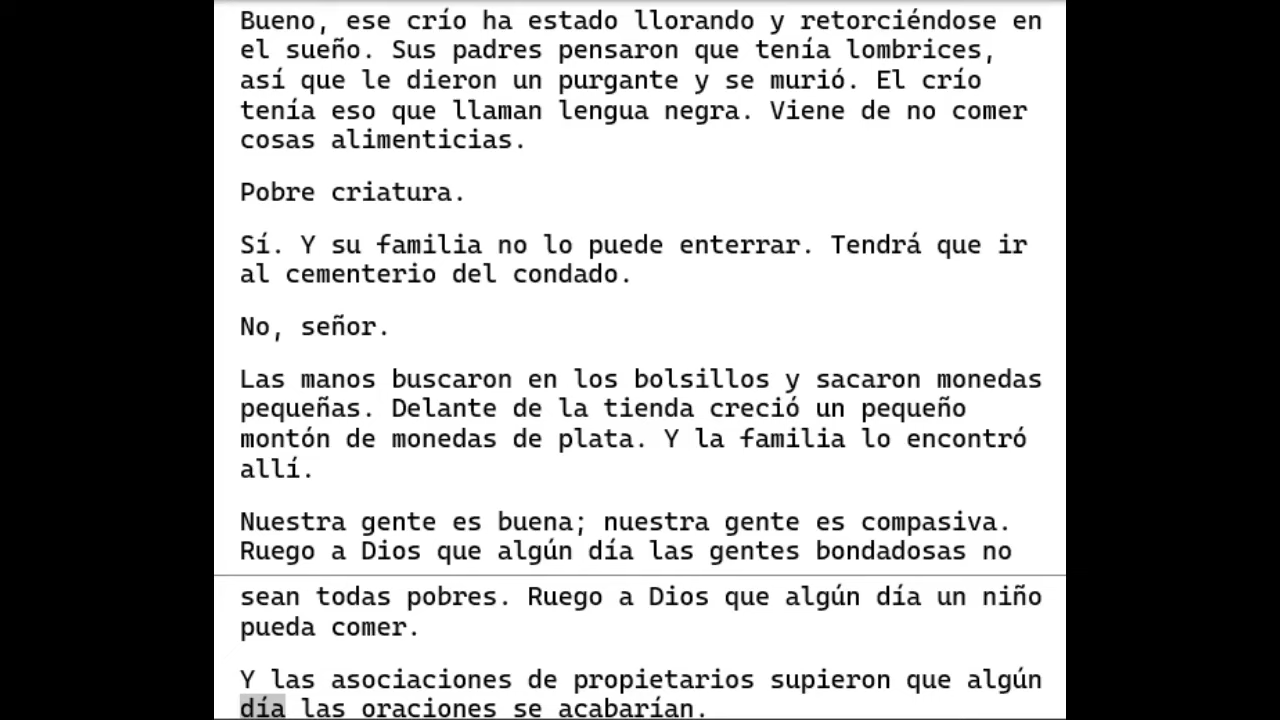 Bueno, ese crío ha estado llorando y retorciéndose en
el sueño. Sus padres pensaron que tenía lombrices,
así que le dieron un purgante y se murió. El crío
tenía eso que llaman lengua negra. Viene de no comer
cosas alimenticias.
Pobre criatura.
Sí. Y su familia no lo puede enterrar. Tendrá que ir
al cementerio del condado.
No, señor.
Las manos buscaron en los bolsillos y sacaron monedas
pequeñas. Delante de la tienda creció un pequeño
montón de monedas de plata. Y la familia lo encontró
allí.
Nuestra gente es buena; nuestra gente es compasiva.
Ruego a Dios que algún día las gentes bondadosas no
sean todas pobres. Ruego a Dios que algún día un niño
pueda comer.
Y las asociaciones de propietarios supieron que algún
día las oraciones se acabarían.